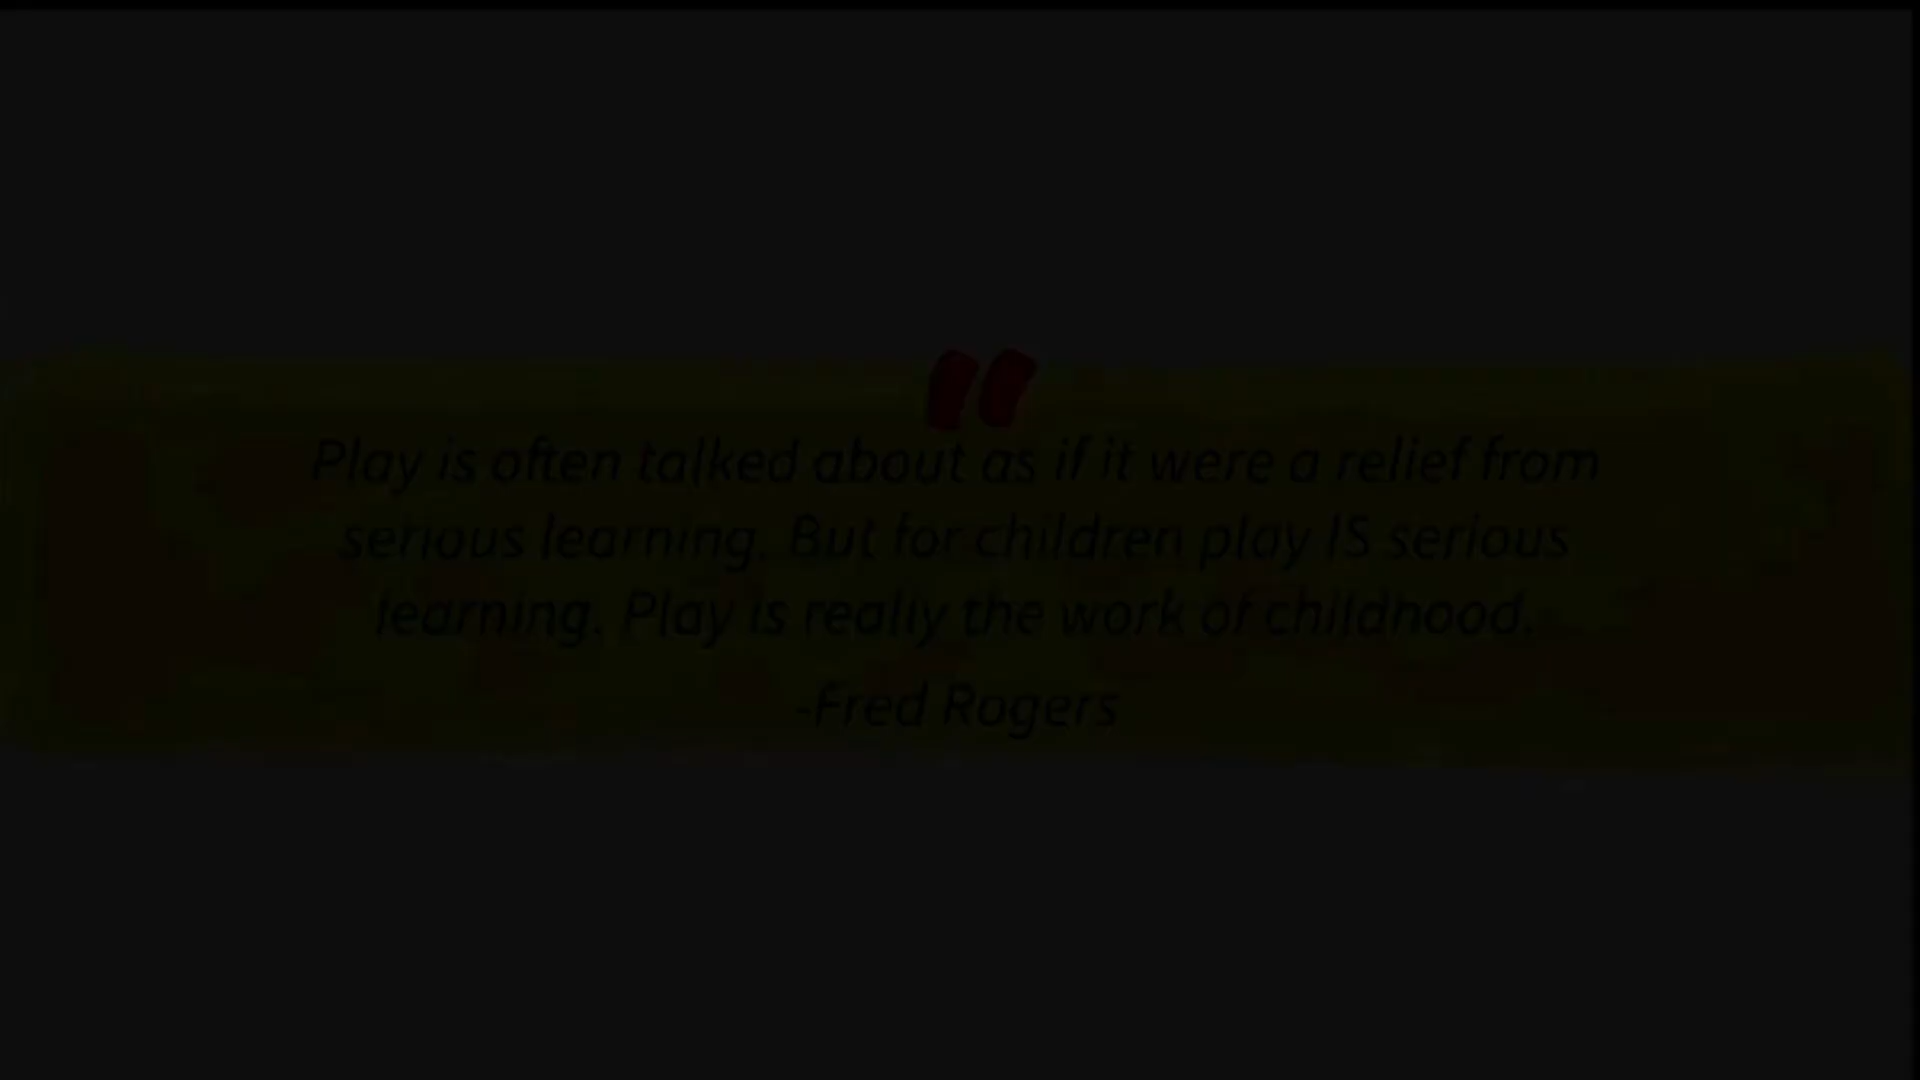 "
Play is often talked about as if it were a relief from
serious learning. But for children play IS serious
learning. Play is really the work of childhood.
-Fred Rogers